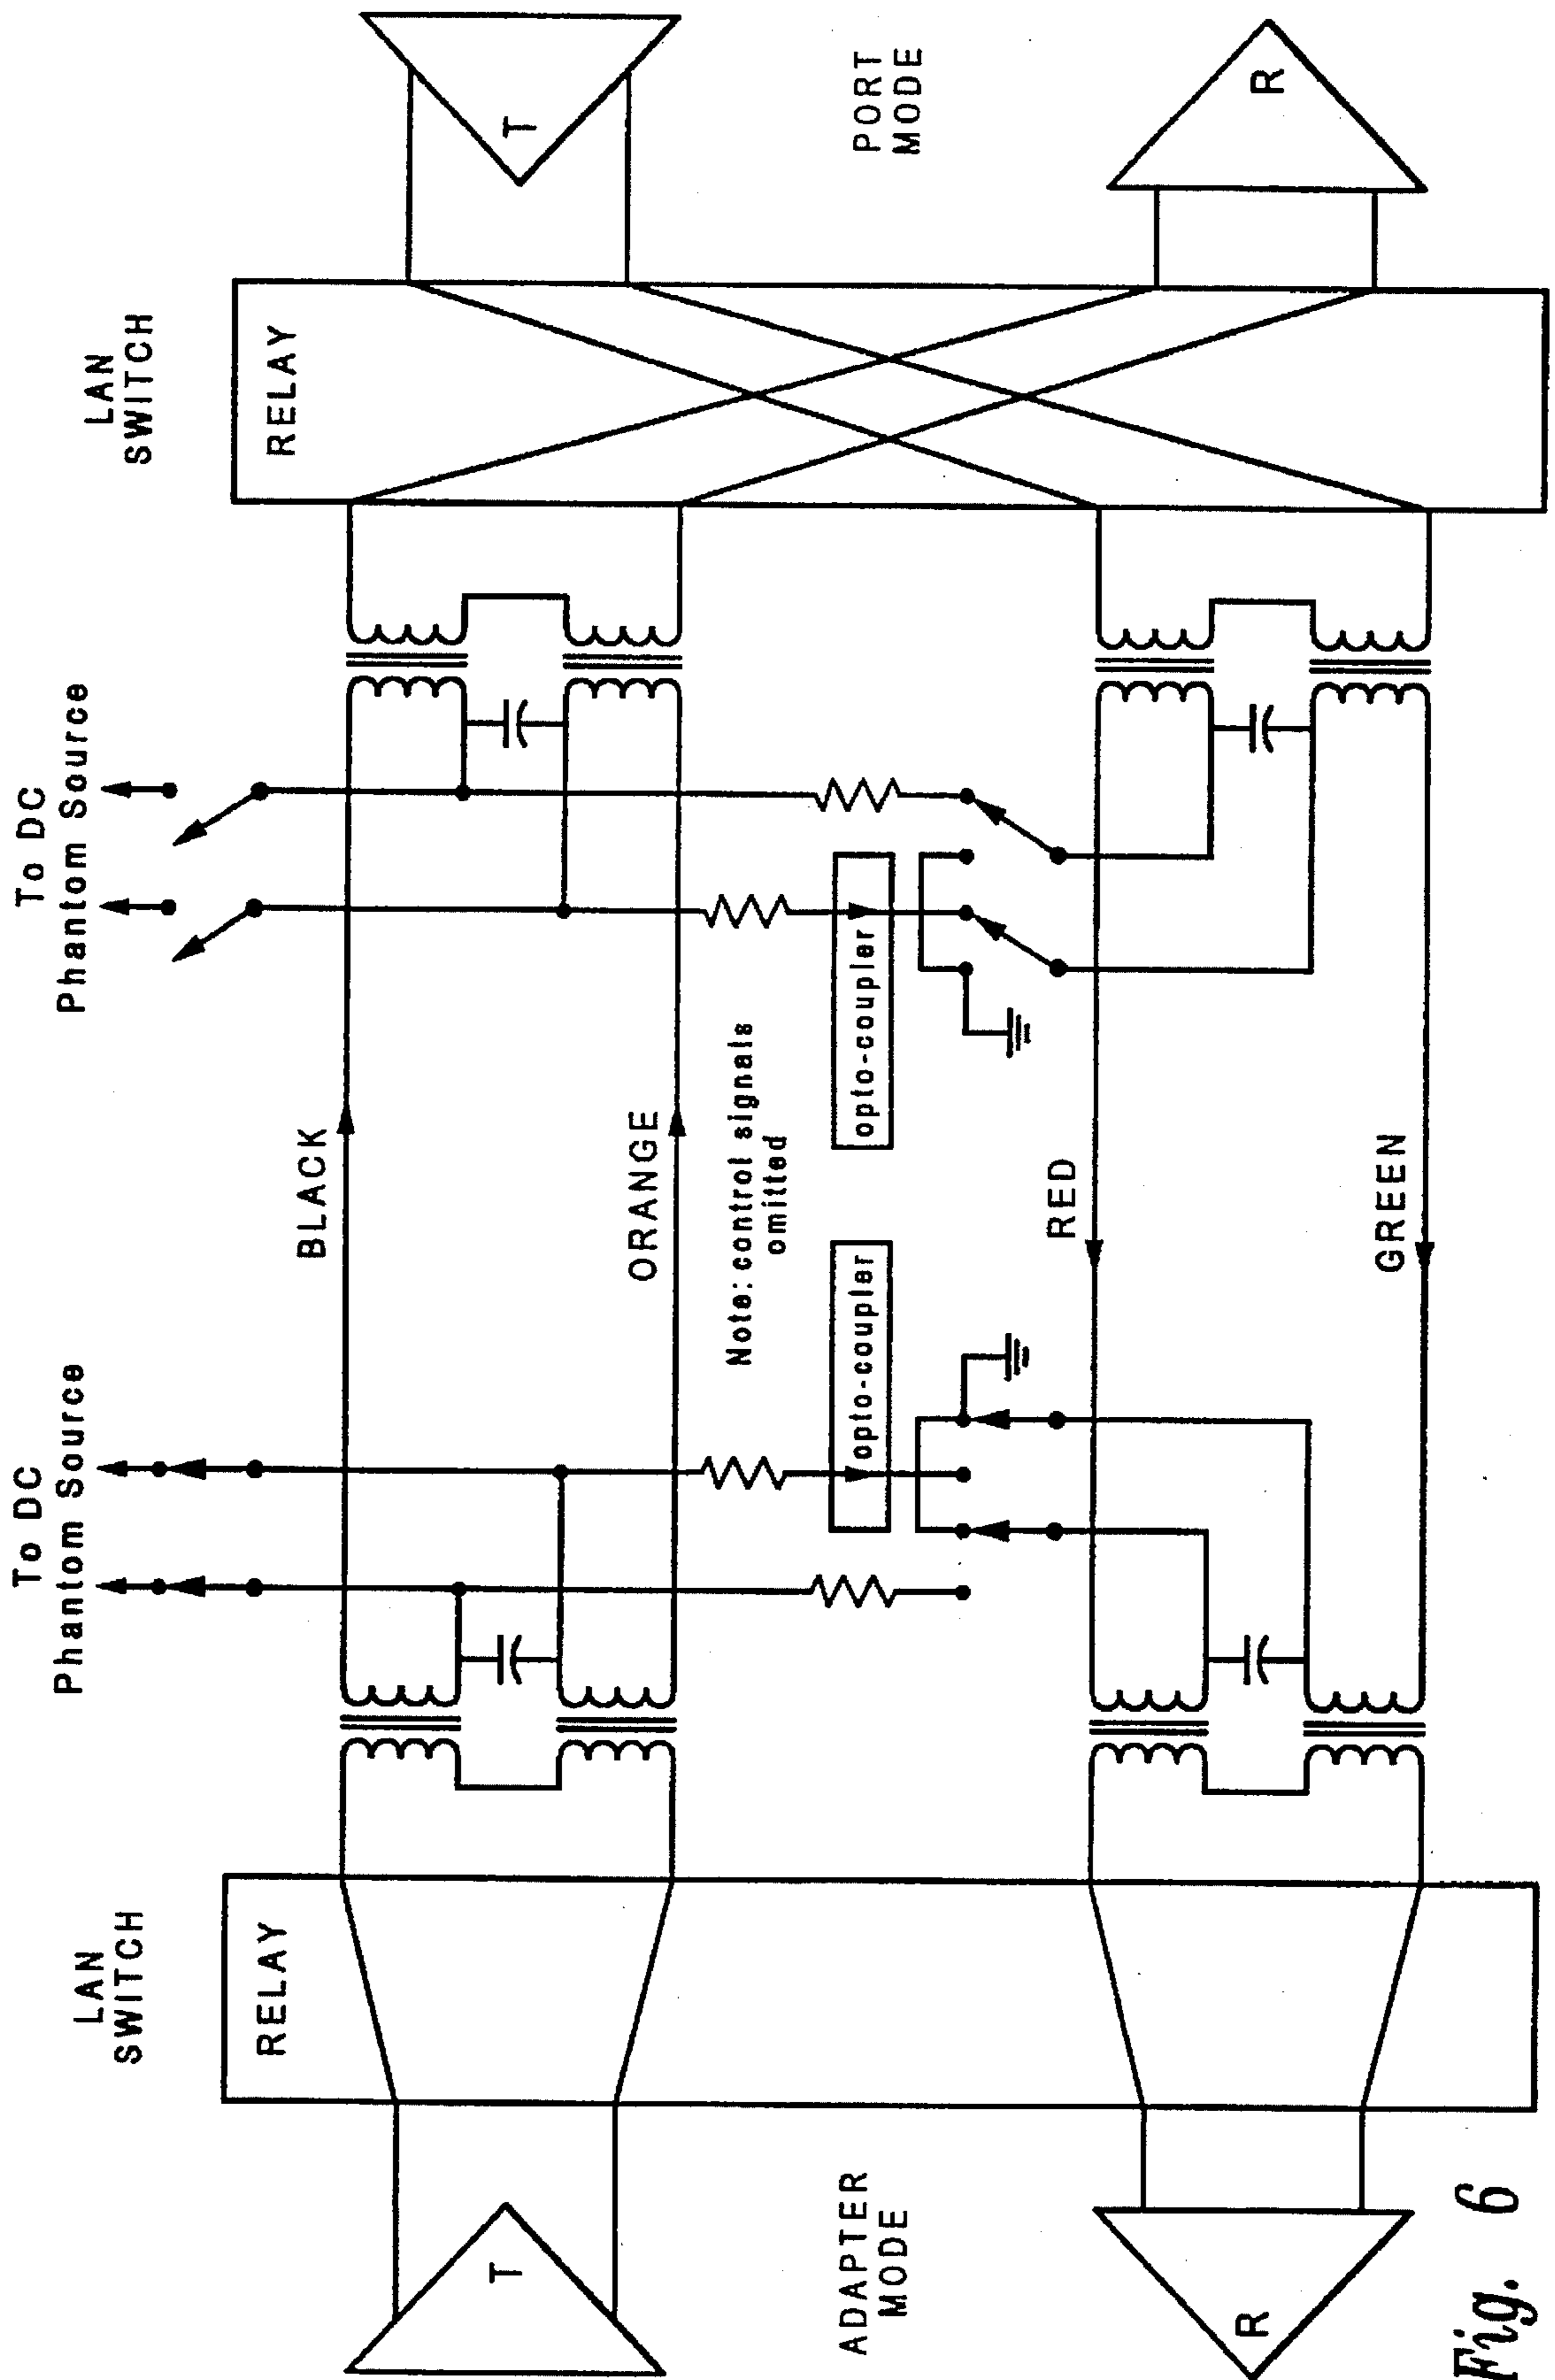 To DC
Phantom Source
To DC
Phantom Source
LAN
SWITCH
LAN
SWITCH
RELAY
RELAY
BLACK
ORANGE
T
T
Note: control signals
omitted
opto-coupler
opto-coupler
ADAPTER
MODE
PORT
MODE
RED
GREEN
R
R
Fig. 6